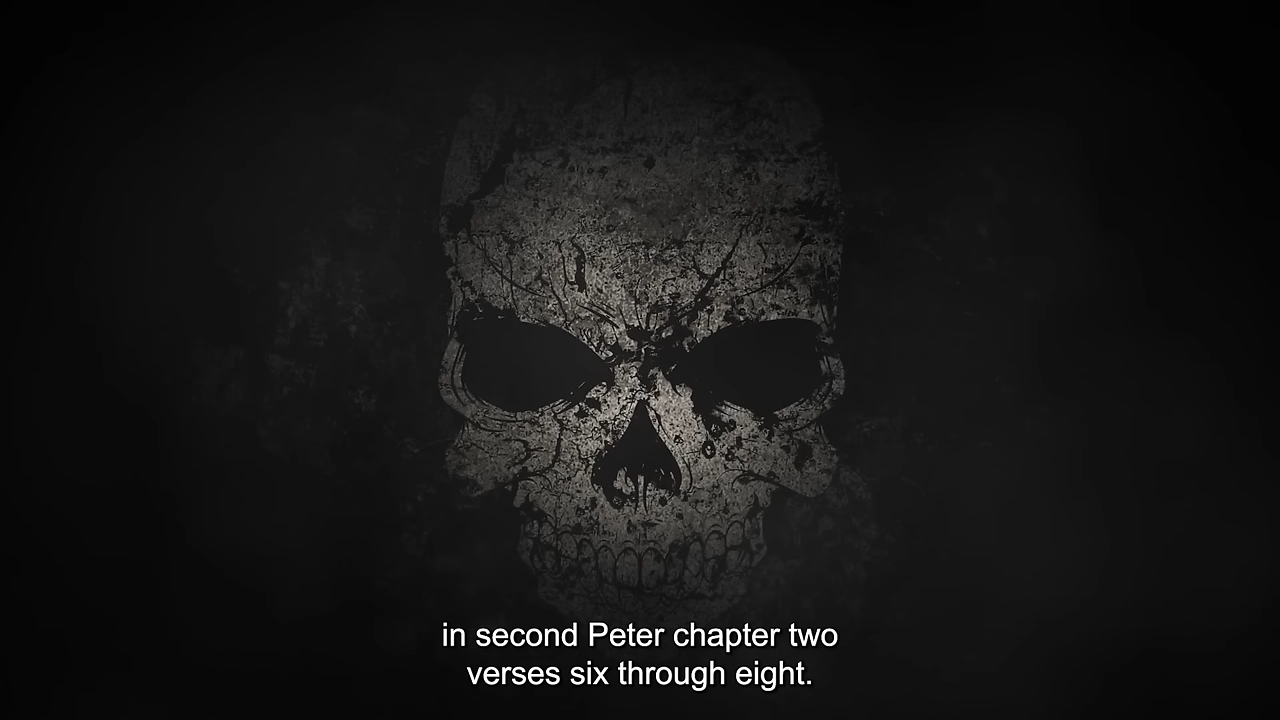 in second Peter chapter two
verses six through eight.